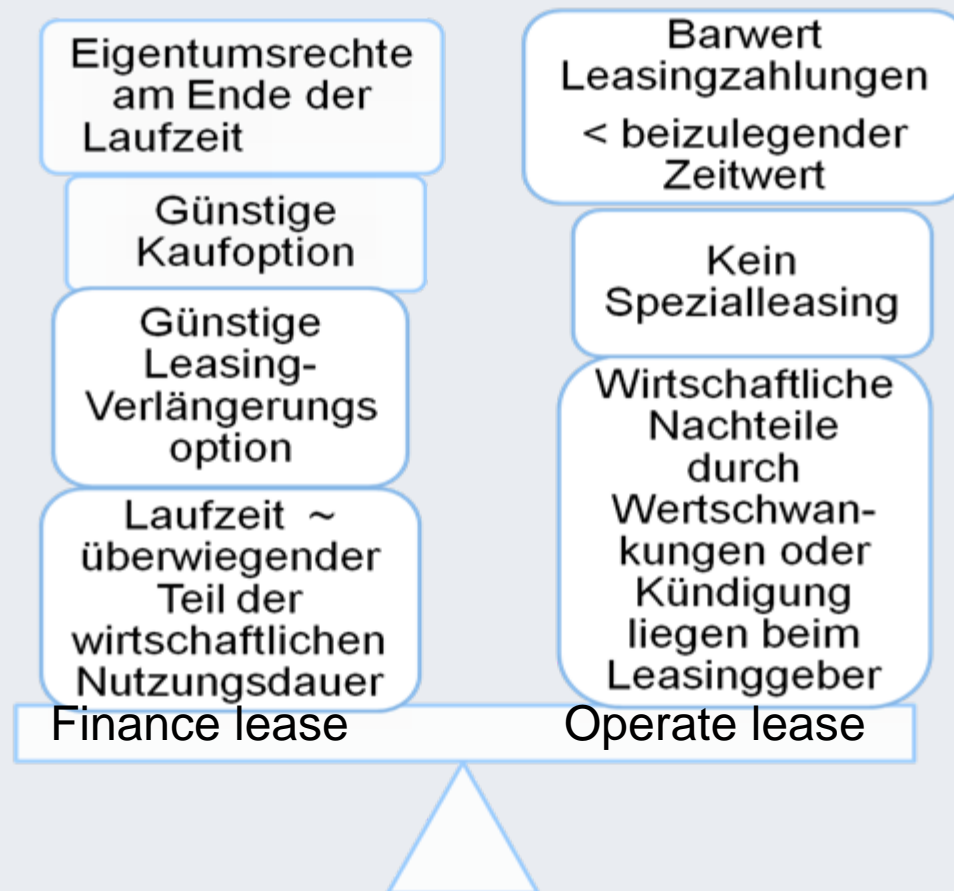 Eigentumsrechte
am Ende der
Laufzeit
Günstige
Kaufoption
Günstige
Leasing-
Verlängerungs
option
Laufzeit ~
überwiegender
Teil der
wirtschaftlichen
Nutzungsdauer
Finance lease
Barwert
Leasingzahlungen
< beizulegender
Zeitwert
Kein
Spezialleasing
Wirtschaftliche
Nachteile
durch
Wertschwan-
kungen oder
Kündigung
liegen beim
Leasinggeber
Operate lease